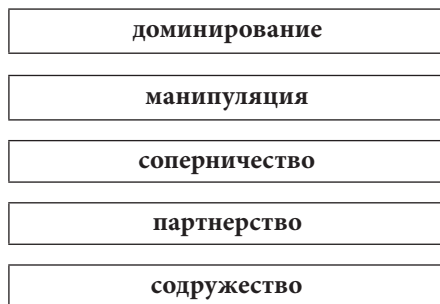 доминирование
манипуляция
соперничество
партнерство
содружество